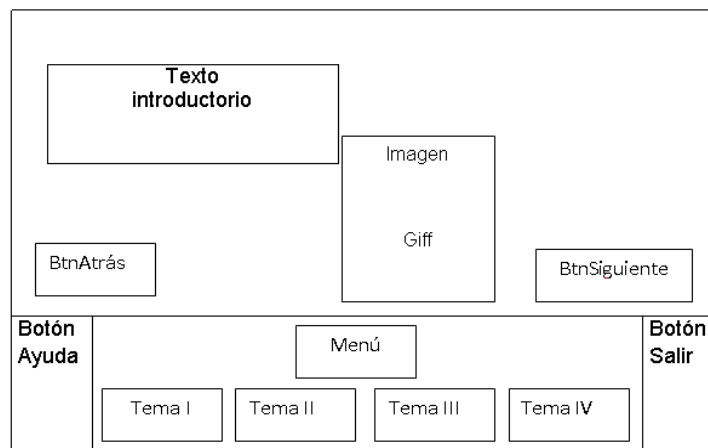 Texto
introductorio
Imagen
Giff
BtnAtrás
BtnSiguiente
Botón
Ayuda
Menú
Botón
Salir
Tema I
Tema II
Tema III
Tema IV